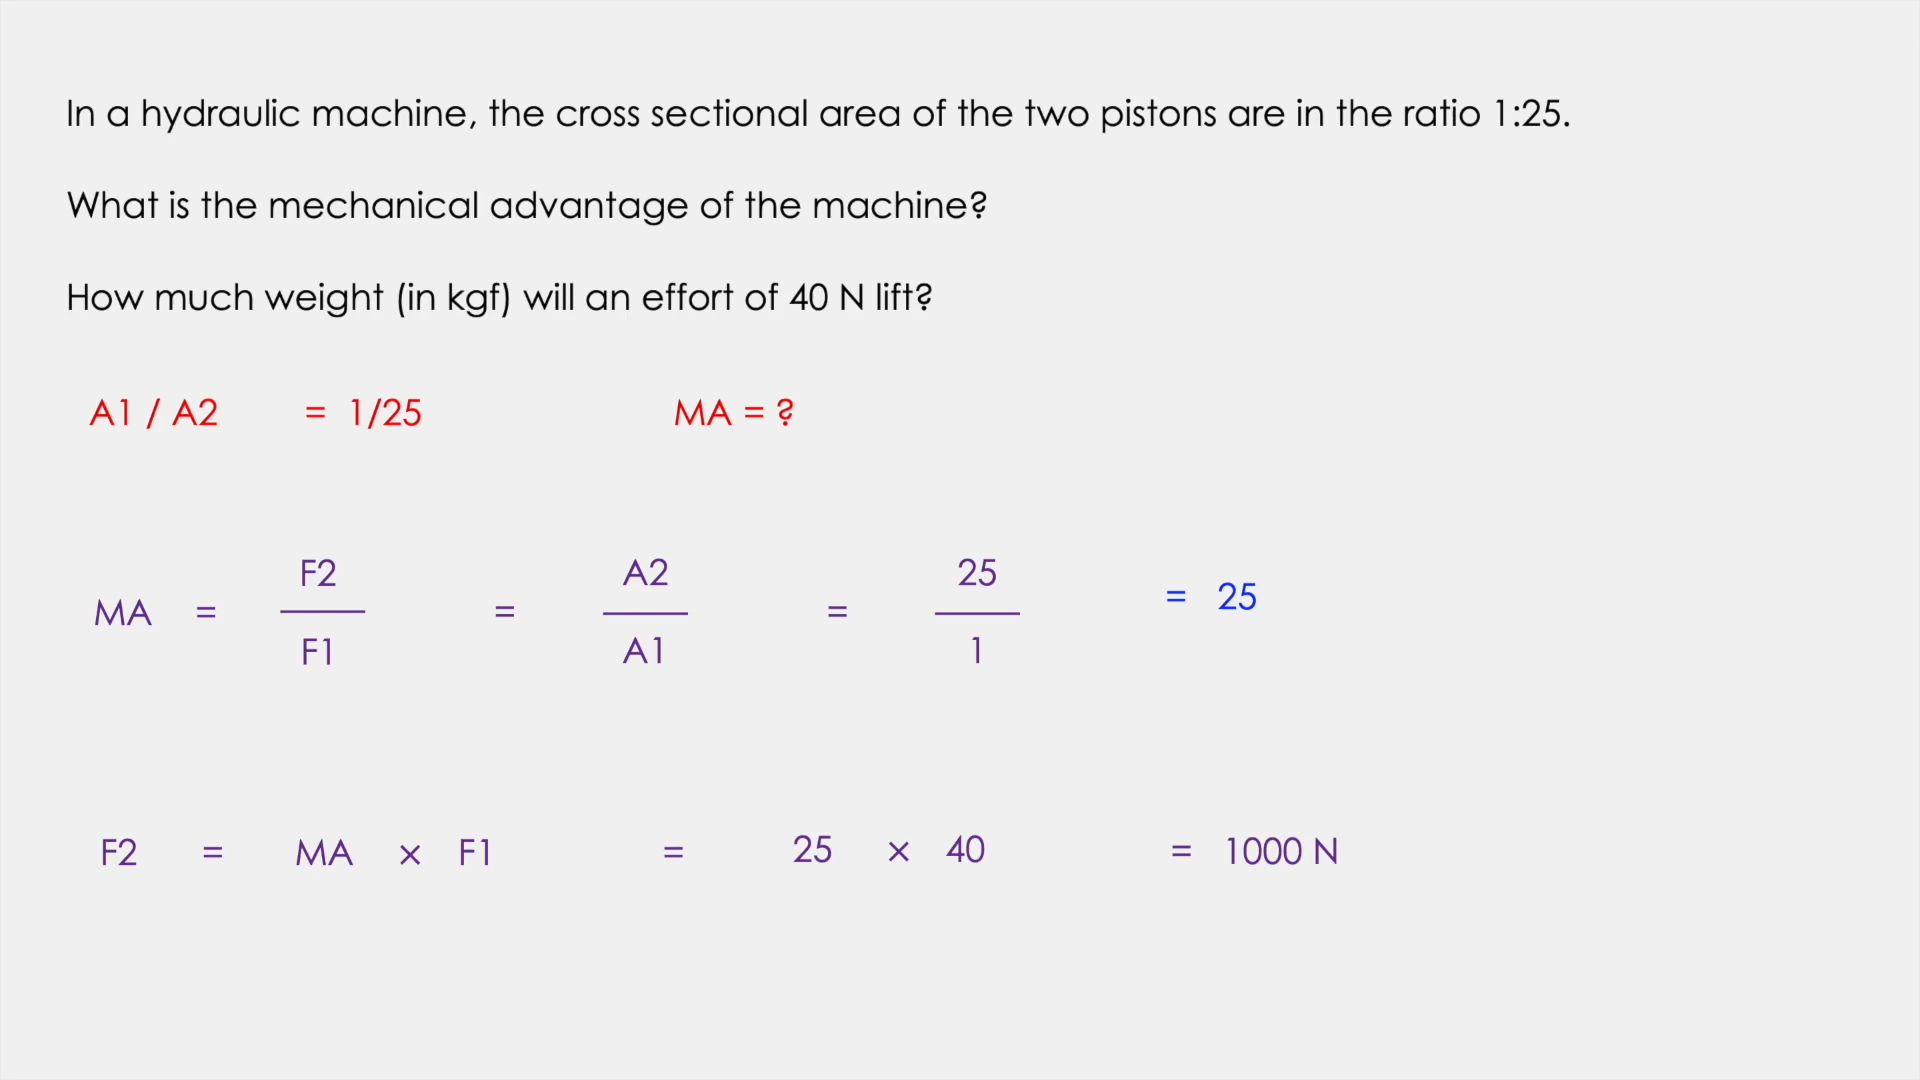 In a hydraulic machine, the cross sectional area of the two pistons are in the ratio 1:25.
What is the mechanical advantage of the machine?
How much weight (in kgf) will an effort of 40 N lift?
A1 / A2 = 1/25 MA = ?
F2 A2 25
MA = = = = 25
F1 A1 1
F2 = MA × F1 = 25 × 40 = 1000 N